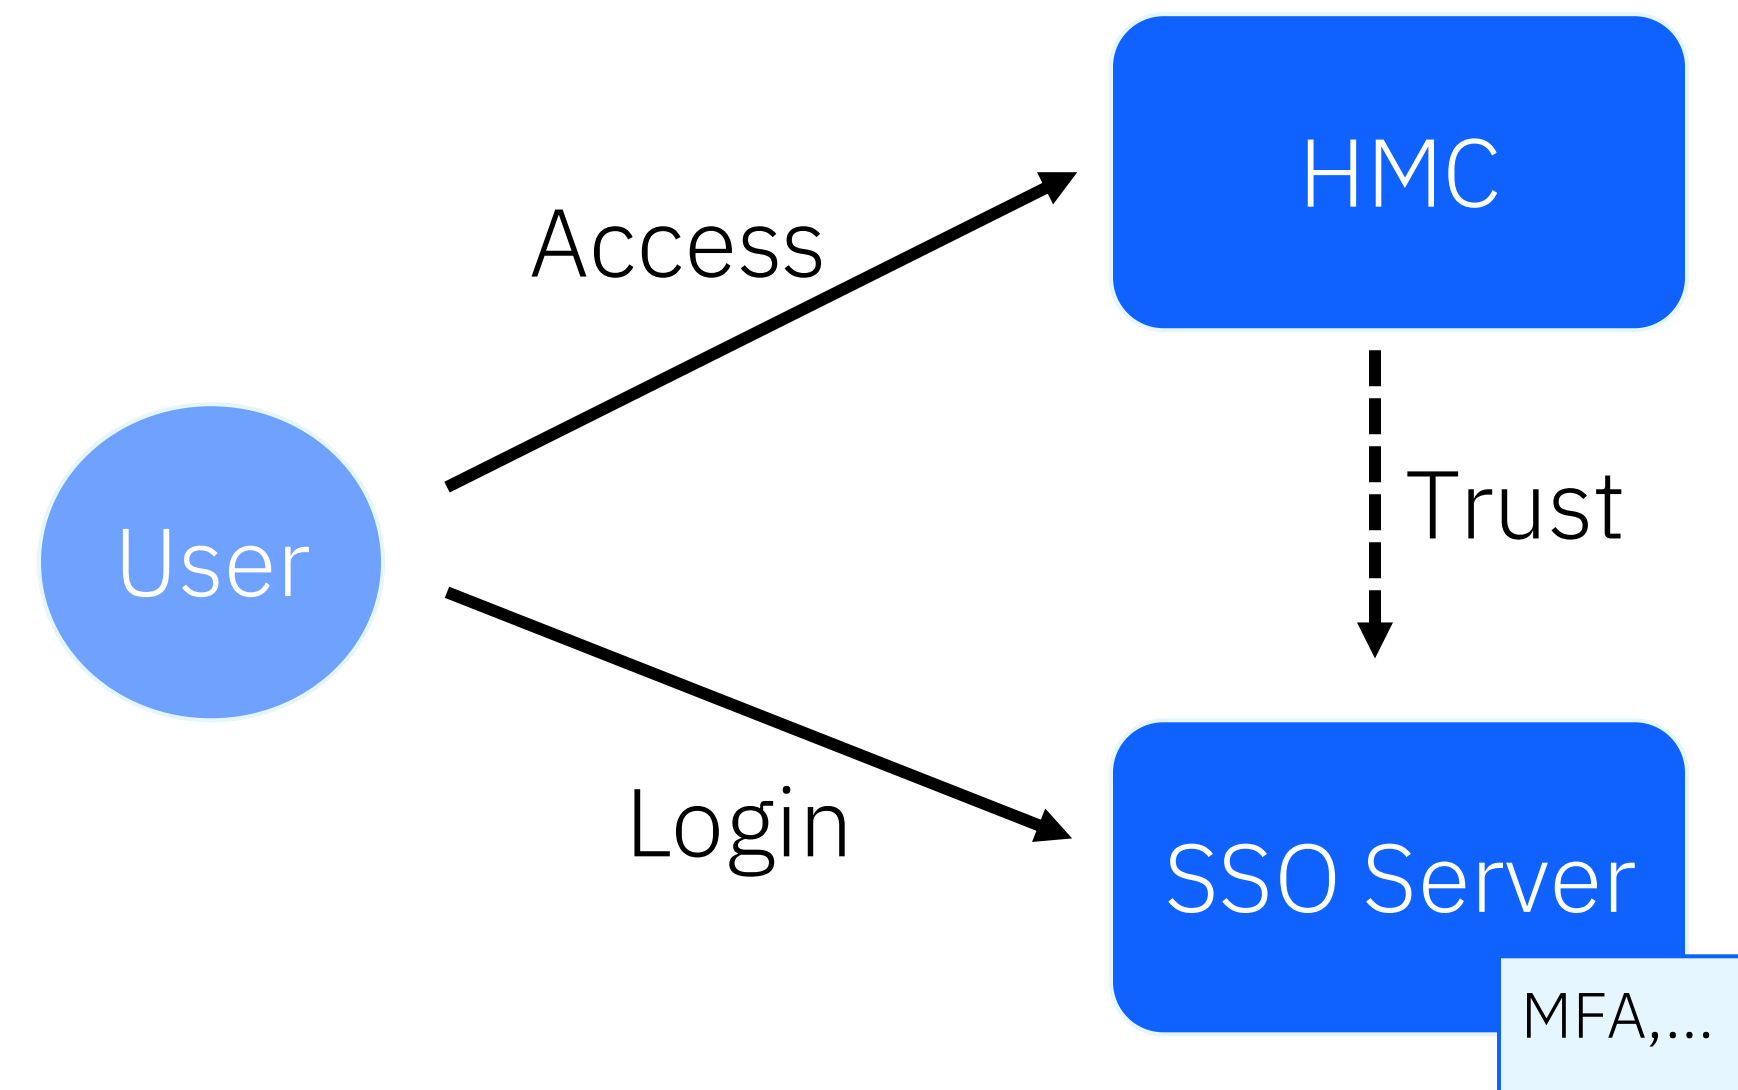 HMC
Access
Trust
User
Login
SSO Server
MFA,...